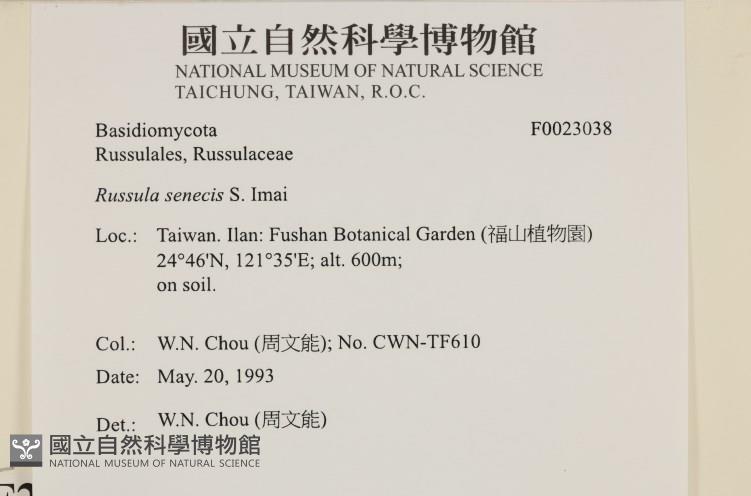 國立自然科學博物館
NATIONAL MUSEUM OF NATURAL SCIENCE
TAICHUNG, TAIWAN, R.O.C.
Basidiomycota F0023038
Russulales, Russulaceae
Russula senecis S. Imai
Loc.: Taiwan. Ilan: Fushan Botanical Garden (福山植物園)
24°46'N, 121°35'E; alt. 600m;
on soil.
Col.: W.N. Chou (周文能); No. CWN-TF610
Date: May. 20, 1993
Det.: W.N. Chou (周文能)
國立自然科學博物館
NATIONAL MUSEUM OF NATURAL SCIENCE